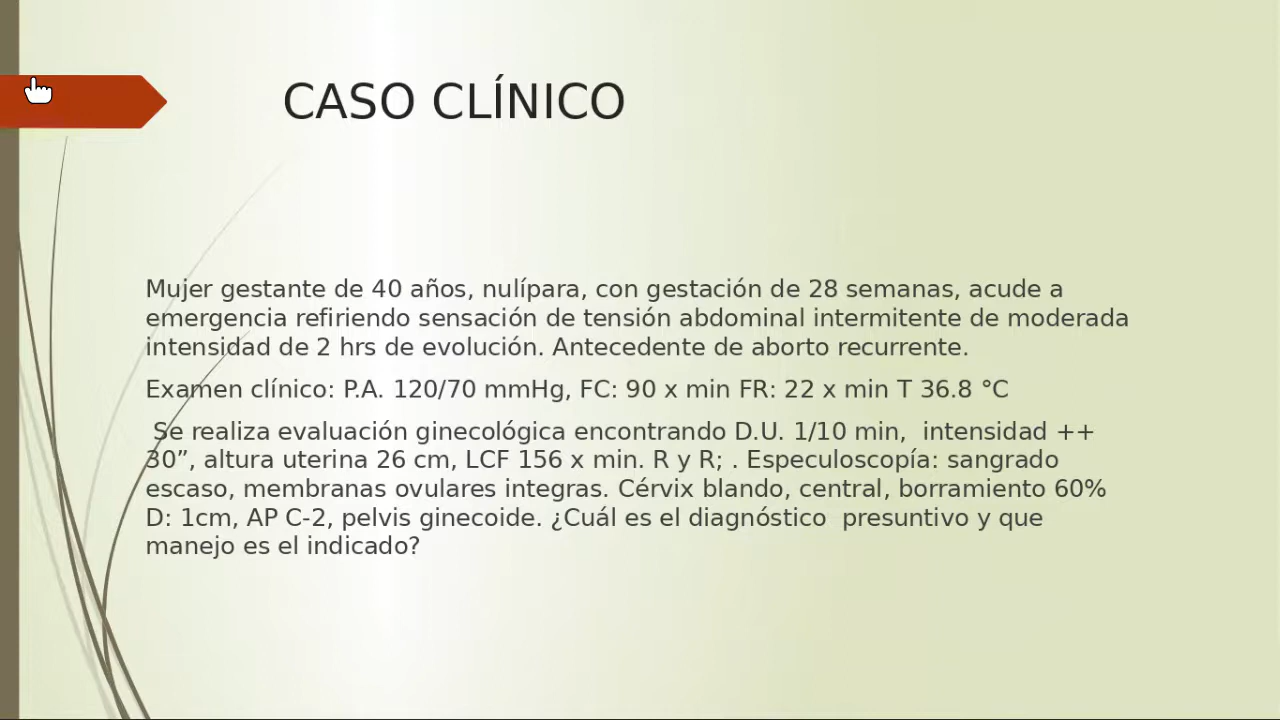 CASO CLÍNICO
Mujer gestante de 40 años, nulípara, con gestación de 28 semanas, acude a
emergencia refiriendo sensación de tensión abdominal intermitente de moderada
intensidad de 2 hrs de evolución. Antecedente de aborto recurrente.
Examen clínico: P.A. 120/70 mmHg, FC: 90 x min FR: 22 x min T 36.8 °C
Se realiza evaluación ginecológica encontrando D.U. 1/10 min,  intensidad ++
30”, altura uterina 26 cm, LCF 156 x min. R y R; . Especuloscopía: sangrado
escaso, membranas ovulares integras. Cérvix blando, central, borramiento 60%
D: 1cm, AP C-2, pelvis ginecoide. ¿Cuál es el diagnóstico  presuntivo y que
manejo es el indicado?